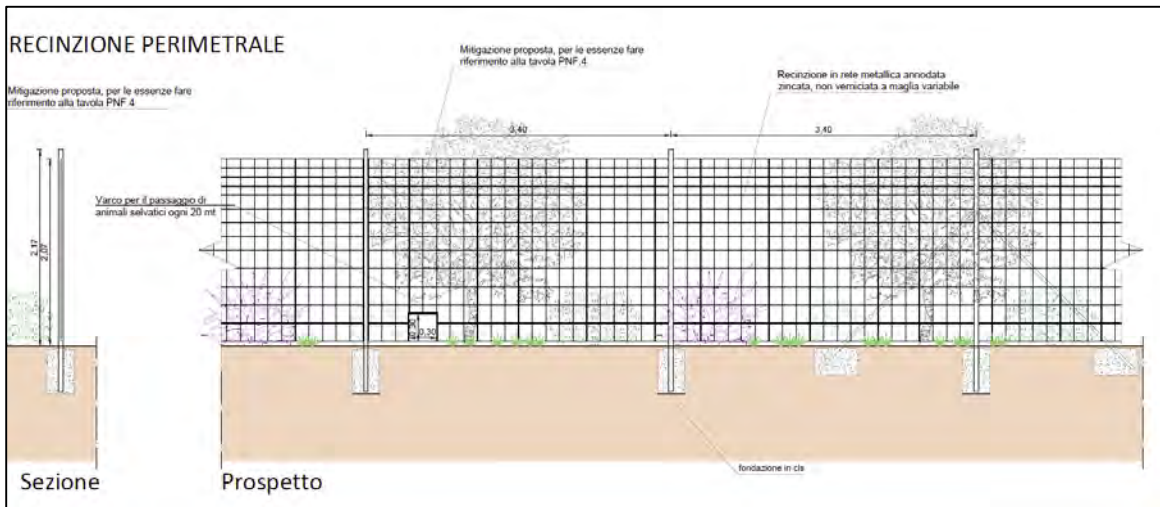 RECINZIONE PERIMETRALE
Mitigazione proposta, per le essenze fare
riferimento alla tavola PNF.4
Mitigazione proposta, per le essenze fare
riferimento alla tavola PNF.4
Recinzione in rete metallica annodata
zincata, non verniciata a maglia variabile
3,40
3,40
Varco per il passaggio di
animali selvatici ogni 20 mt
2,17
2,07
0,30
0,30
fondazione in cls
Sezione
Prospetto